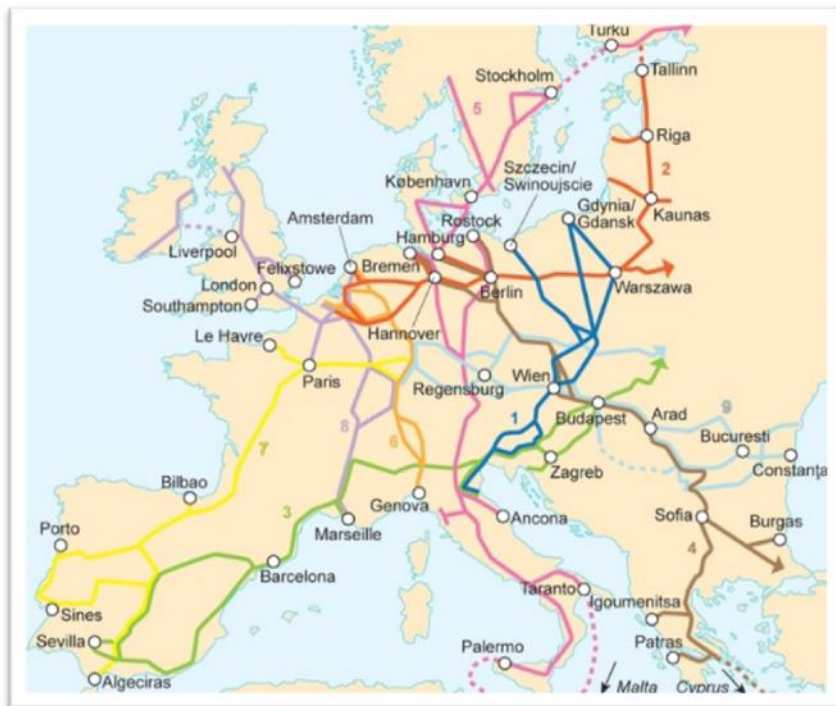 Turku
Tallinn
Stockholm
5
Riga
2
Szczecin/
Swinoujscie
København
Gdynia/
Gdansk
Kaunas
Rostock
Amsterdam
Hamburg
Liverpool
Bremen
Felixstowe
London
Berlin
Warszawa
Southampton
Hannover
Le Havre
Paris
Regensburg
Wien
Budapest
Arad
9
1
8
6
Bucuresti
7
Zagreb
Constanţa
Bilbao
3
Genova
Ancona
Sofia
Burgas
Marseille
Porto
4
Barcelona
Taranto
Igoumenitsa
Sines
Sevilla
Palermo
Patras
Algeciras
Malta
Cyprus